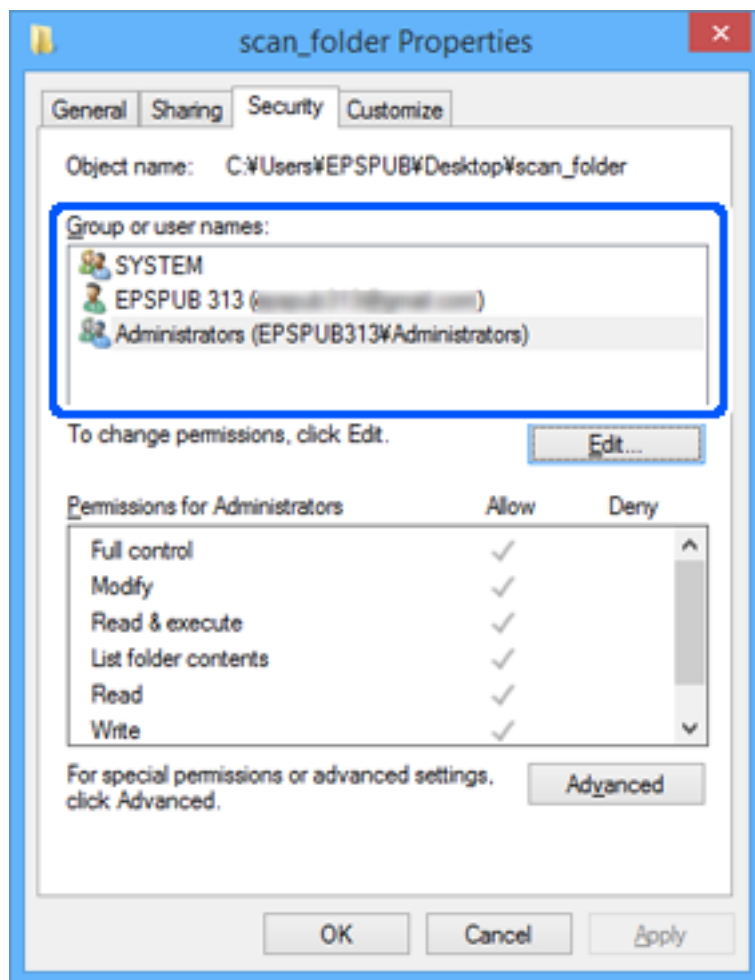 scan_folder Properties
General Sharing Security Customize
Object name: C:¥Users¥EPSPUB¥Desktop¥scan_folder
Group or user names:
SYSTEM
EPSPUB 313 ( )
Administrators (EPSPUB313¥Administrators)
To change permissions, click Edit.
Edit...
Permissions for Administrators Allow Deny
Full control
Modify
Read & execute
List folder contents
Read
Write
For special permissions or advanced settings,
click Advanced.
Advanced
OK Cancel Apply